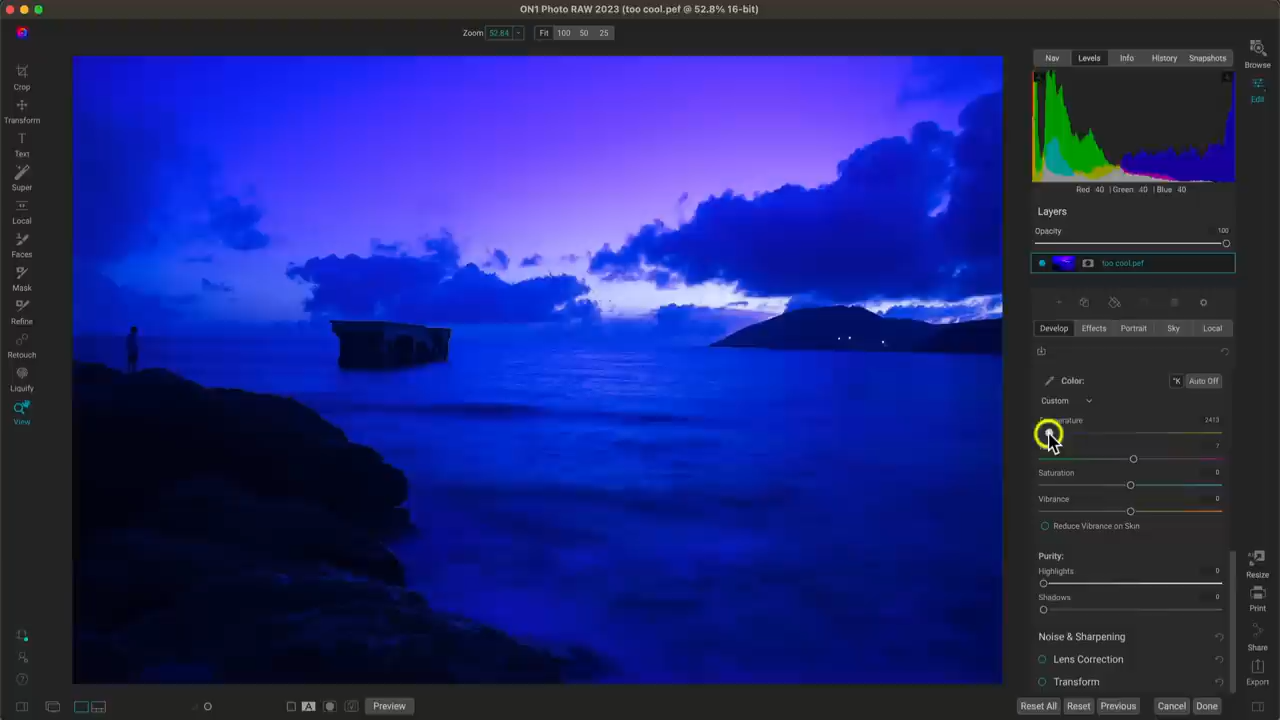 ON1 Photo RAW 2023 (too cool.pef @ 52.8% 16-bit)
Zoom 52.84 Fit 100 50 25
Crop
Transform
Text
Super
Local
Faces
Mask
Refine
Retouch
Liquify
View
Nav Levels Info History Snapshots
Browse
Edit
Red 40 | Green 40 | Blue 40
Layers
Opacity 100
too cool.pef
Develop Effects Portrait Sky Local
Color: °K Auto Off
Custom
2413
7
Saturation 0
Vibrance 0
Reduce Vibrance on Skin
Purity:
Highlights 0
Shadows 0
Noise & Sharpening
Lens Correction
Transform
Resize
Print
Share
Export
A Preview
Reset All Reset Previous Cancel Done